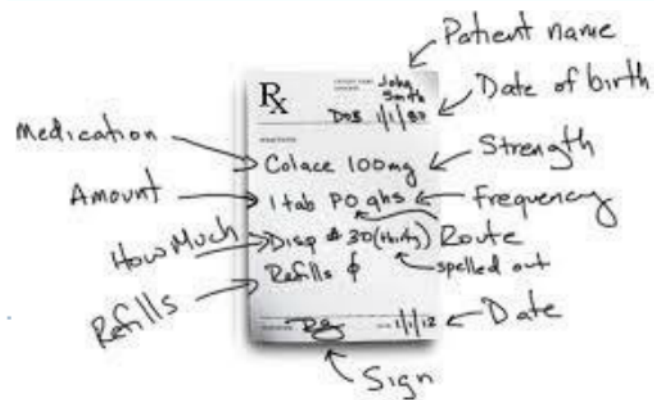 Patient name
Rx John
Smith
Date of birth
DOB 1/1/80
Medication
Colace 100mg
Strength
Amount
1 tab PO qhs
Frequency
How Much
Disp # 30 (thirty)
Route
spelled out
Refills ϕ
Refills
1/1/12
Date
Sign